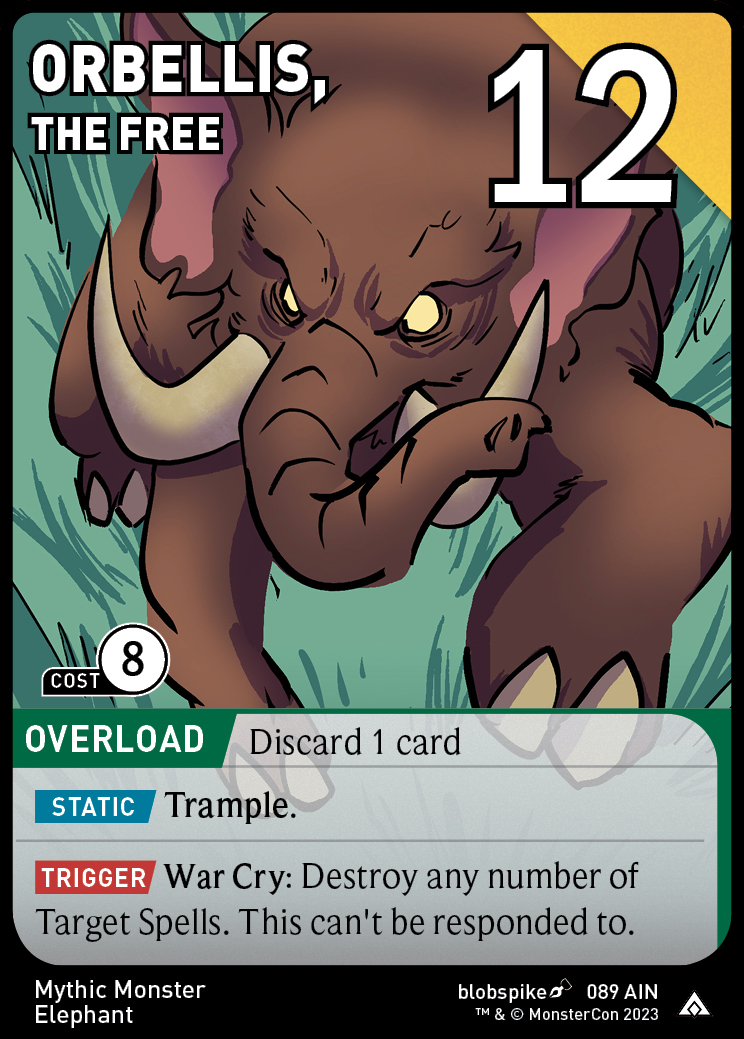 ORBELLIS,
THE FREE
12
COST 8
OVERLOAD Discard 1 card
STATIC Trample.
TRIGGER War Cry: Destroy any number of
Target Spells. This can't be responded to.
Mythic Monster
Elephant
blobspike 089 AIN
™ & © MonsterCon 2023